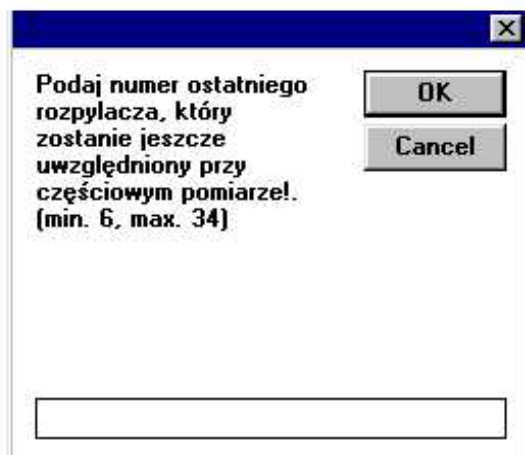 Podaj numer ostatniego
rozpylacza, który
zostanie jeszcze
uwzględniony przy
częściowym pomiarze!.
(min. 6, max. 34)
OK
Cancel